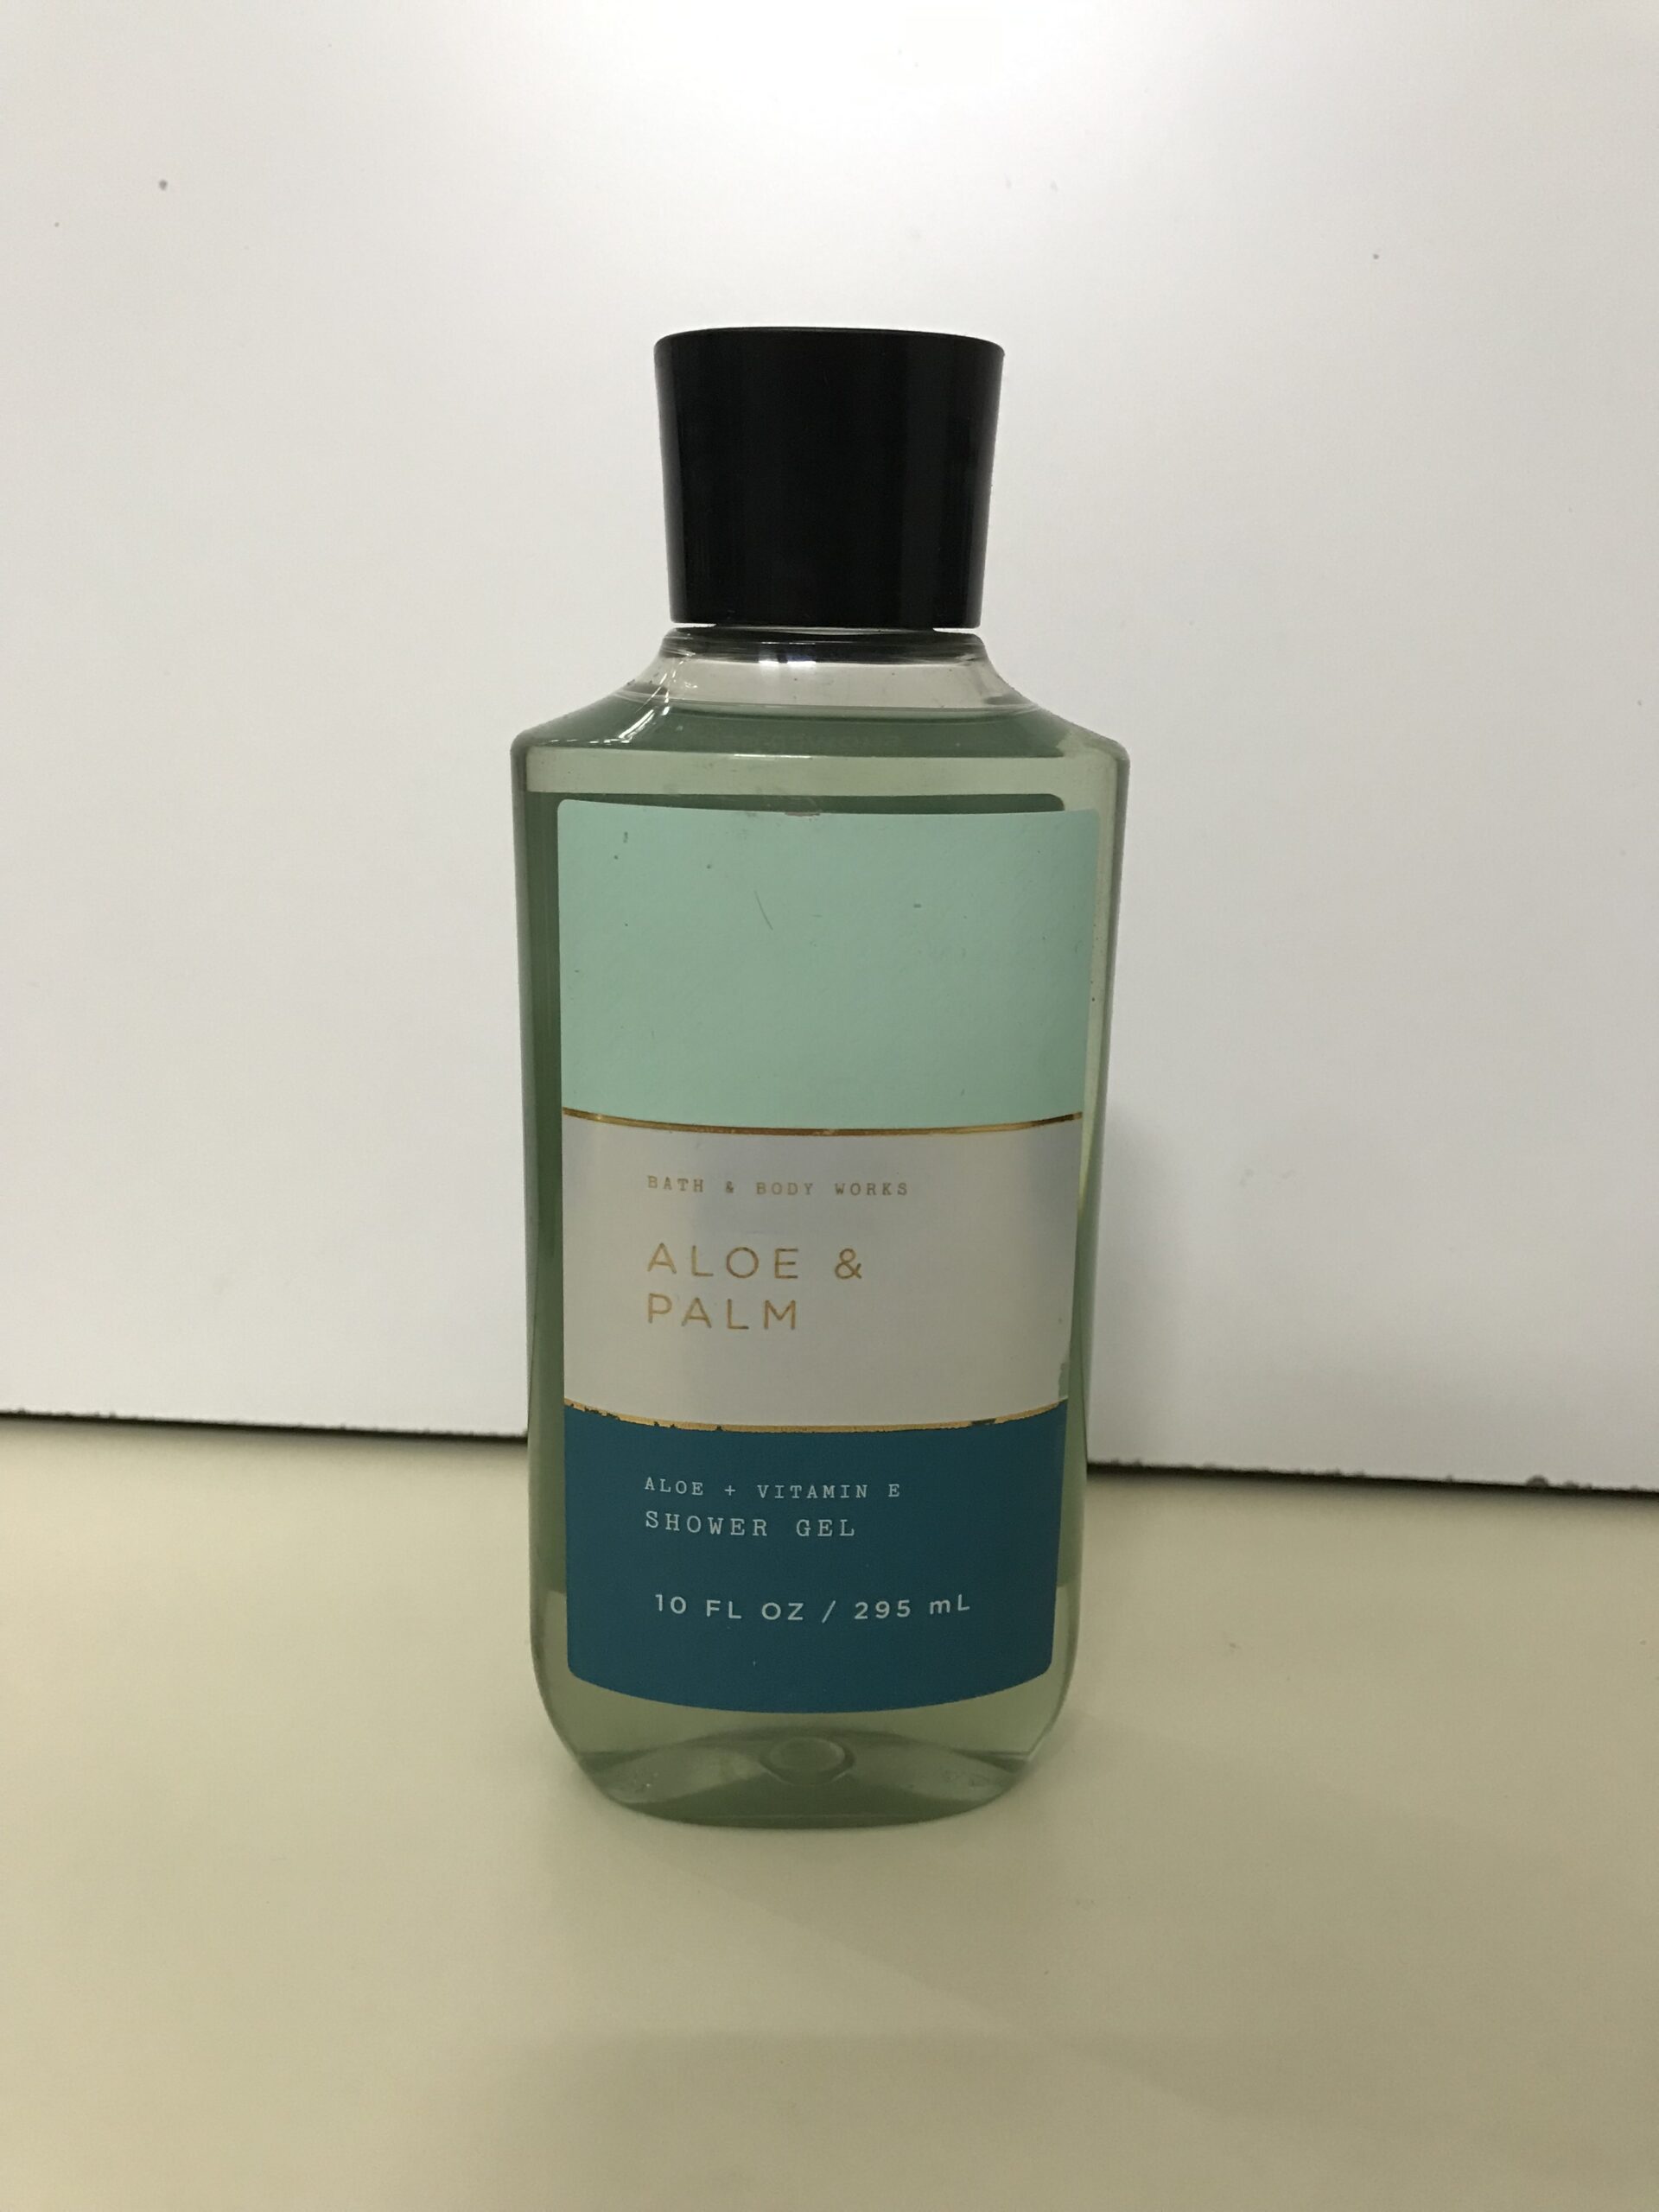 BATH & BODY WORKS
ALOE &
PALM
ALOE + VITAMIN E
SHOWER GEL
10 FL OZ / 295 mL